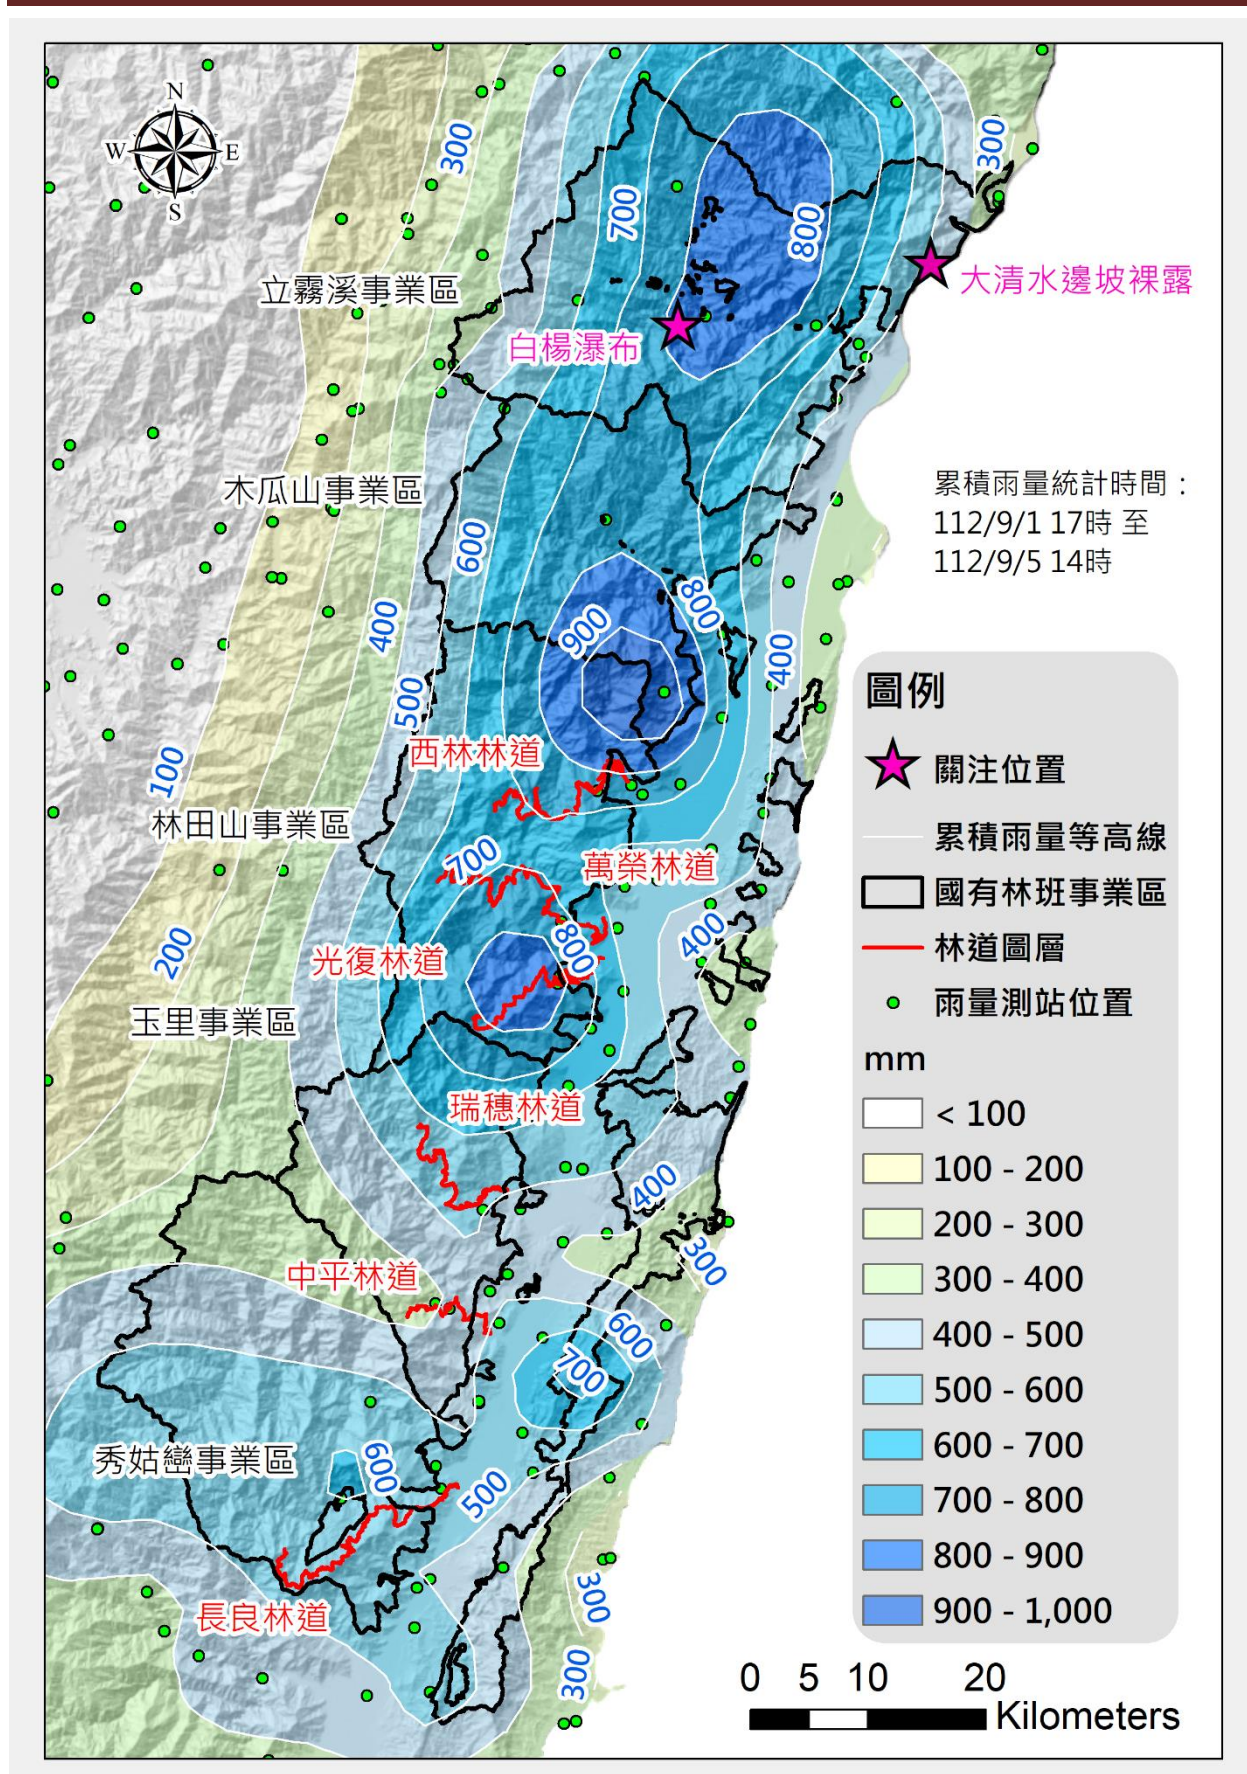 N
W
E
S
300
300
700
800
立霧溪事業區
大清水邊坡裸露
白楊瀑布
木瓜山事業區
累積雨量統計時間：
112/9/1 17時 至
112/9/5 14時
600
800
900
400
400
500
100
西林林道
林田山事業區
700
萬榮林道
200
800
400
光復林道
玉里事業區
瑞穗林道
400
300
中平林道
600
700
秀姑巒事業區
600
500
300
長良林道
300
圖例
關注位置
累積雨量等高線
國有林班事業區
林道圖層
雨量測站位置
mm
< 100
100 - 200
200 - 300
300 - 400
400 - 500
500 - 600
600 - 700
700 - 800
800 - 900
900 - 1,000
0 5 10 20
Kilometers